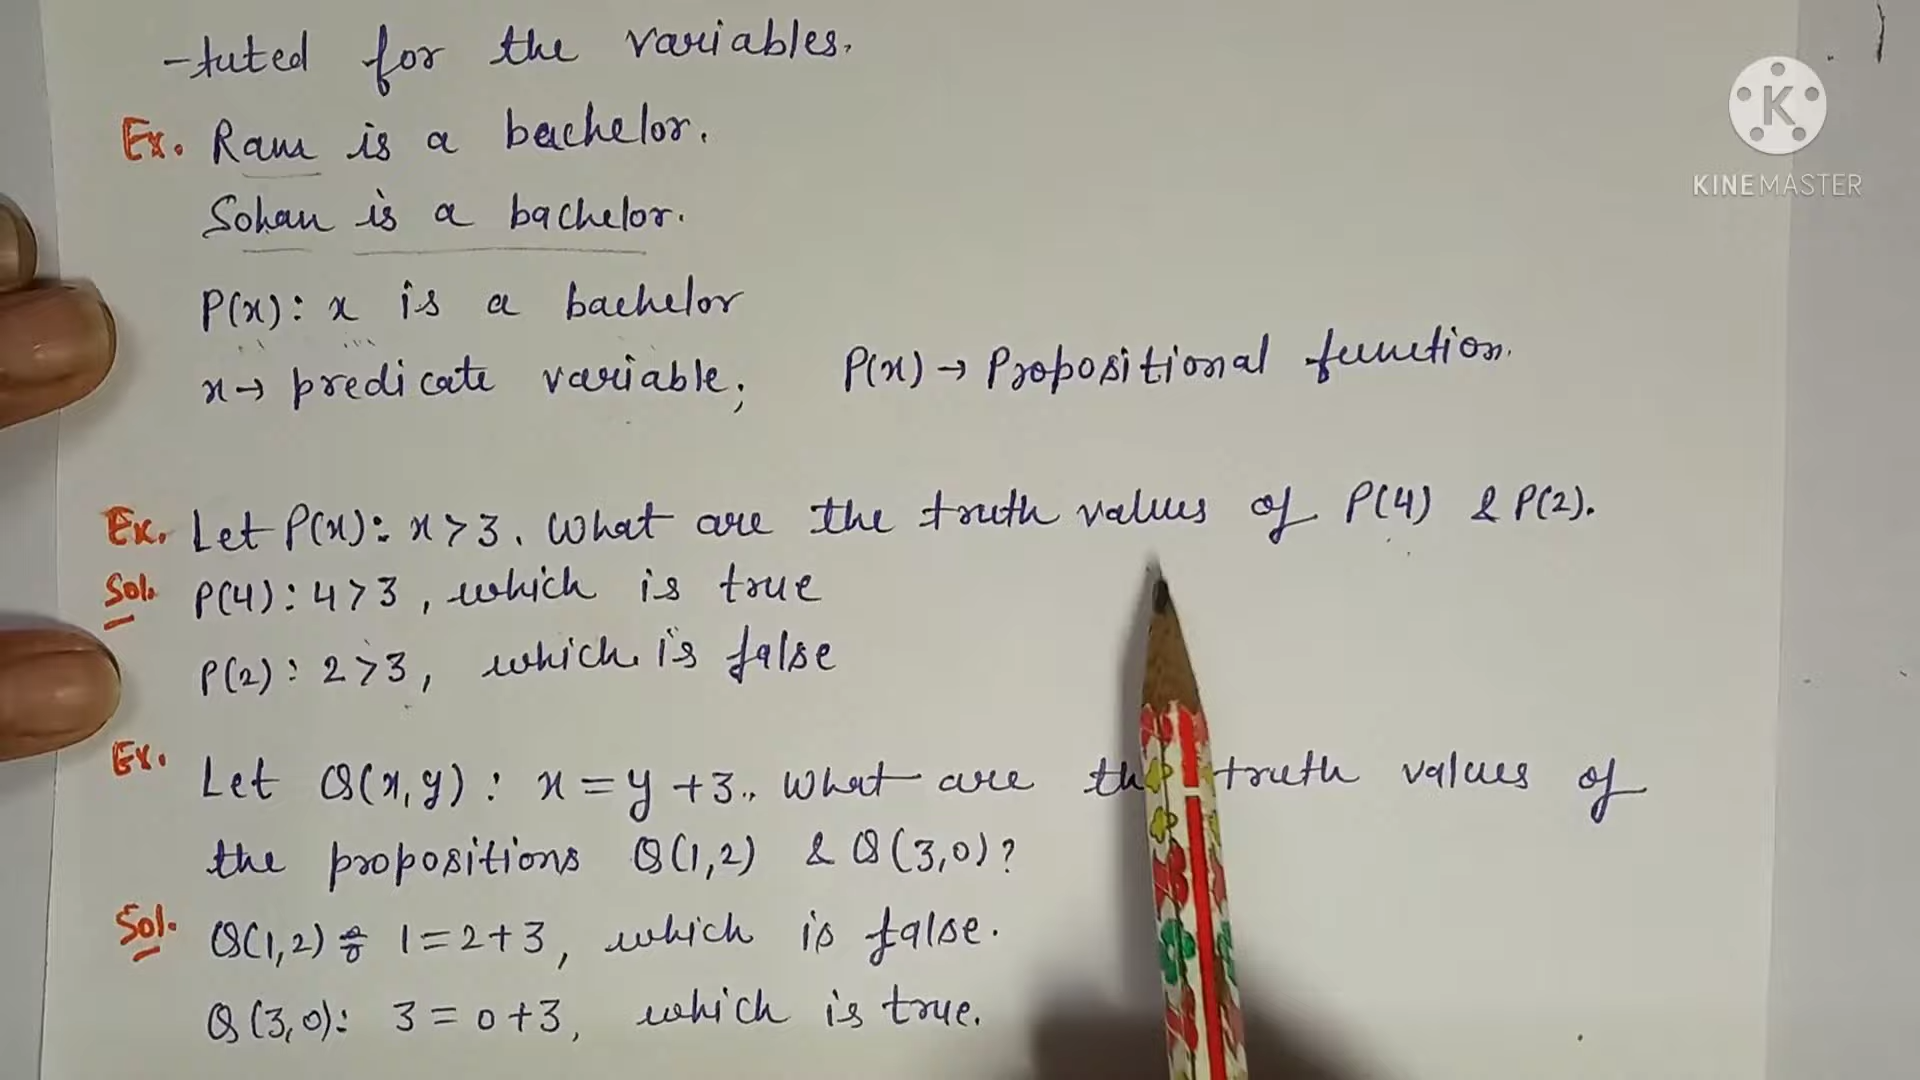 -tuted for the variables.
Ex. Ram is a bachelor.
Sohan is a bachelor.
P(x): x is a bachelor
x→ predicate variable; P(x) → Propositional function.
Ex. Let P(x): x > 3. What are the truth values of P(4) & P(2).
Sol. P(4): 4>3, which is true
P(2): 2>3, which is false
Ex. Let Q(x,y): x = y +3. What are th truth values of
the propositions Q(1,2) & Q(3,0)?
Sol. Q(1,2): 1=2+3, which is false.
Q(3,0): 3 = 0+3, which is true.
K
KINEMASTER